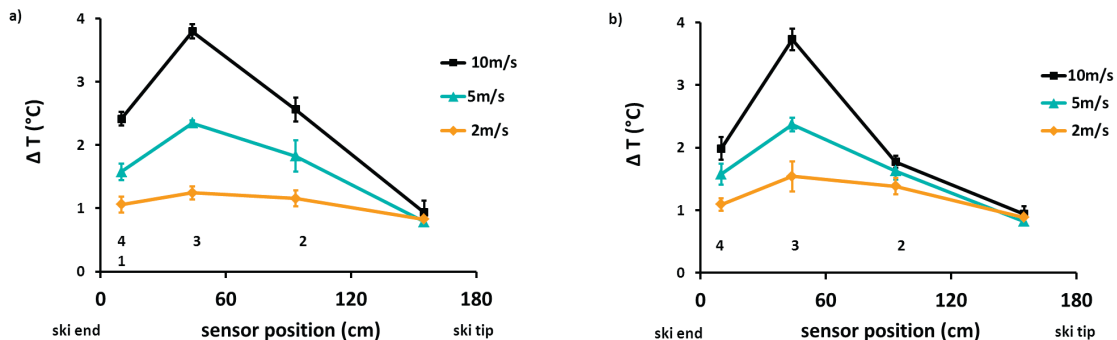 a)
4
3
2
1
0
Δ T (°C)
10m/s
5m/s
2m/s
4 3 2
1
0 60 120 180
ski end sensor position (cm) ski tip
b)
4
3
2
1
0
Δ T (°C)
10m/s
5m/s
2m/s
4 3 2
0 60 120 180
ski end sensor position (cm) ski tip